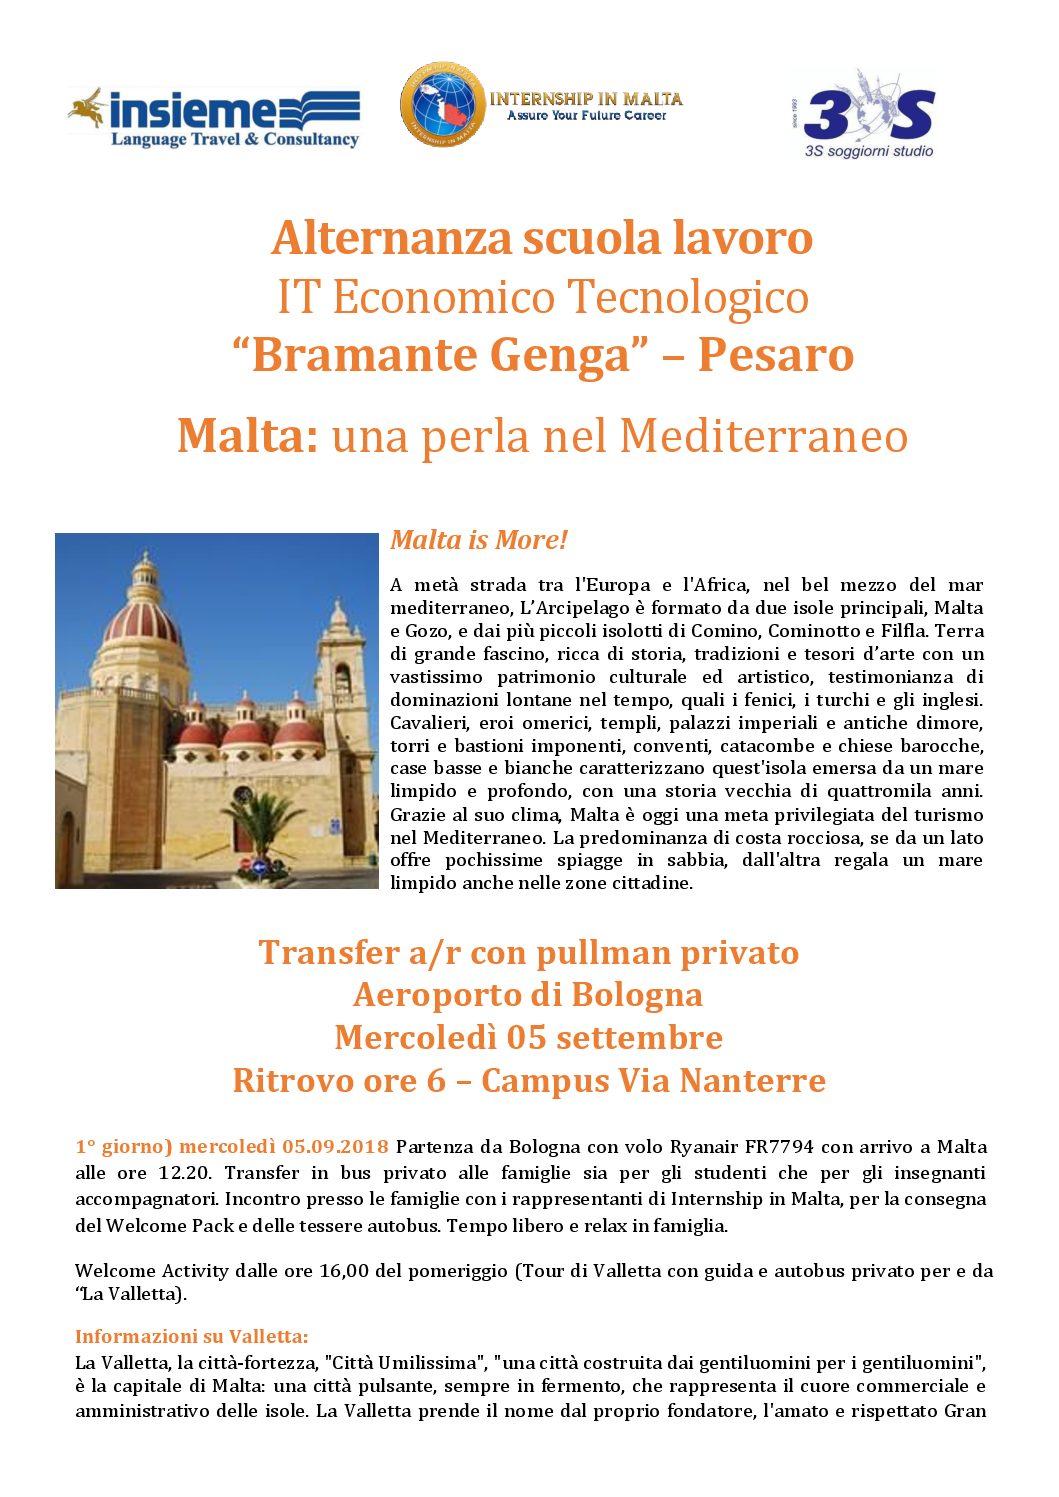 insieme
Language Travel & Consultancy
INTERNSHIP IN MALTA
INTERNSHIP IN MALTA
INTERNSHIP IN MALTA
Assure Your Future Career
since 1993
3S
3S soggiorni studio
Alternanza scuola lavoro
IT Economico Tecnologico
“Bramante Genga” – Pesaro
Malta: una perla nel Mediterraneo
Malta is More!
A metà strada tra l'Europa e l'Africa, nel bel mezzo del mar
mediterraneo, L’Arcipelago è formato da due isole principali, Malta
e Gozo, e dai più piccoli isolotti di Comino, Cominotto e Filfla. Terra
di grande fascino, ricca di storia, tradizioni e tesori d’arte con un
vastissimo patrimonio culturale ed artistico, testimonianza di
dominazioni lontane nel tempo, quali i fenici, i turchi e gli inglesi.
Cavalieri, eroi omerici, templi, palazzi imperiali e antiche dimore,
torri e bastioni imponenti, conventi, catacombe e chiese barocche,
case basse e bianche caratterizzano quest'isola emersa da un mare
limpido e profondo, con una storia vecchia di quattromila anni.
Grazie al suo clima, Malta è oggi una meta privilegiata del turismo
nel Mediterraneo. La predominanza di costa rocciosa, se da un lato
offre pochissime spiagge in sabbia, dall'altra regala un mare
limpido anche nelle zone cittadine.
Transfer a/r con pullman privato
Aeroporto di Bologna
Mercoledì 05 settembre
Ritrovo ore 6 – Campus Via Nanterre
1° giorno) mercoledì 05.09.2018 Partenza da Bologna con volo Ryanair FR7794 con arrivo a Malta
alle ore 12.20. Transfer in bus privato alle famiglie sia per gli studenti che per gli insegnanti
accompagnatori. Incontro presso le famiglie con i rappresentanti di Internship in Malta, per la consegna
del Welcome Pack e delle tessere autobus. Tempo libero e relax in famiglia.
Welcome Activity dalle ore 16,00 del pomeriggio (Tour di Valletta con guida e autobus privato per e da
“La Valletta).
Informazioni su Valletta:
La Valletta, la città-fortezza, "Città Umilissima", "una città costruita dai gentiluomini per i gentiluomini",
è la capitale di Malta: una città pulsante, sempre in fermento, che rappresenta il cuore commerciale e
amministrativo delle isole. La Valletta prende il nome dal proprio fondatore, l'amato e rispettato Gran